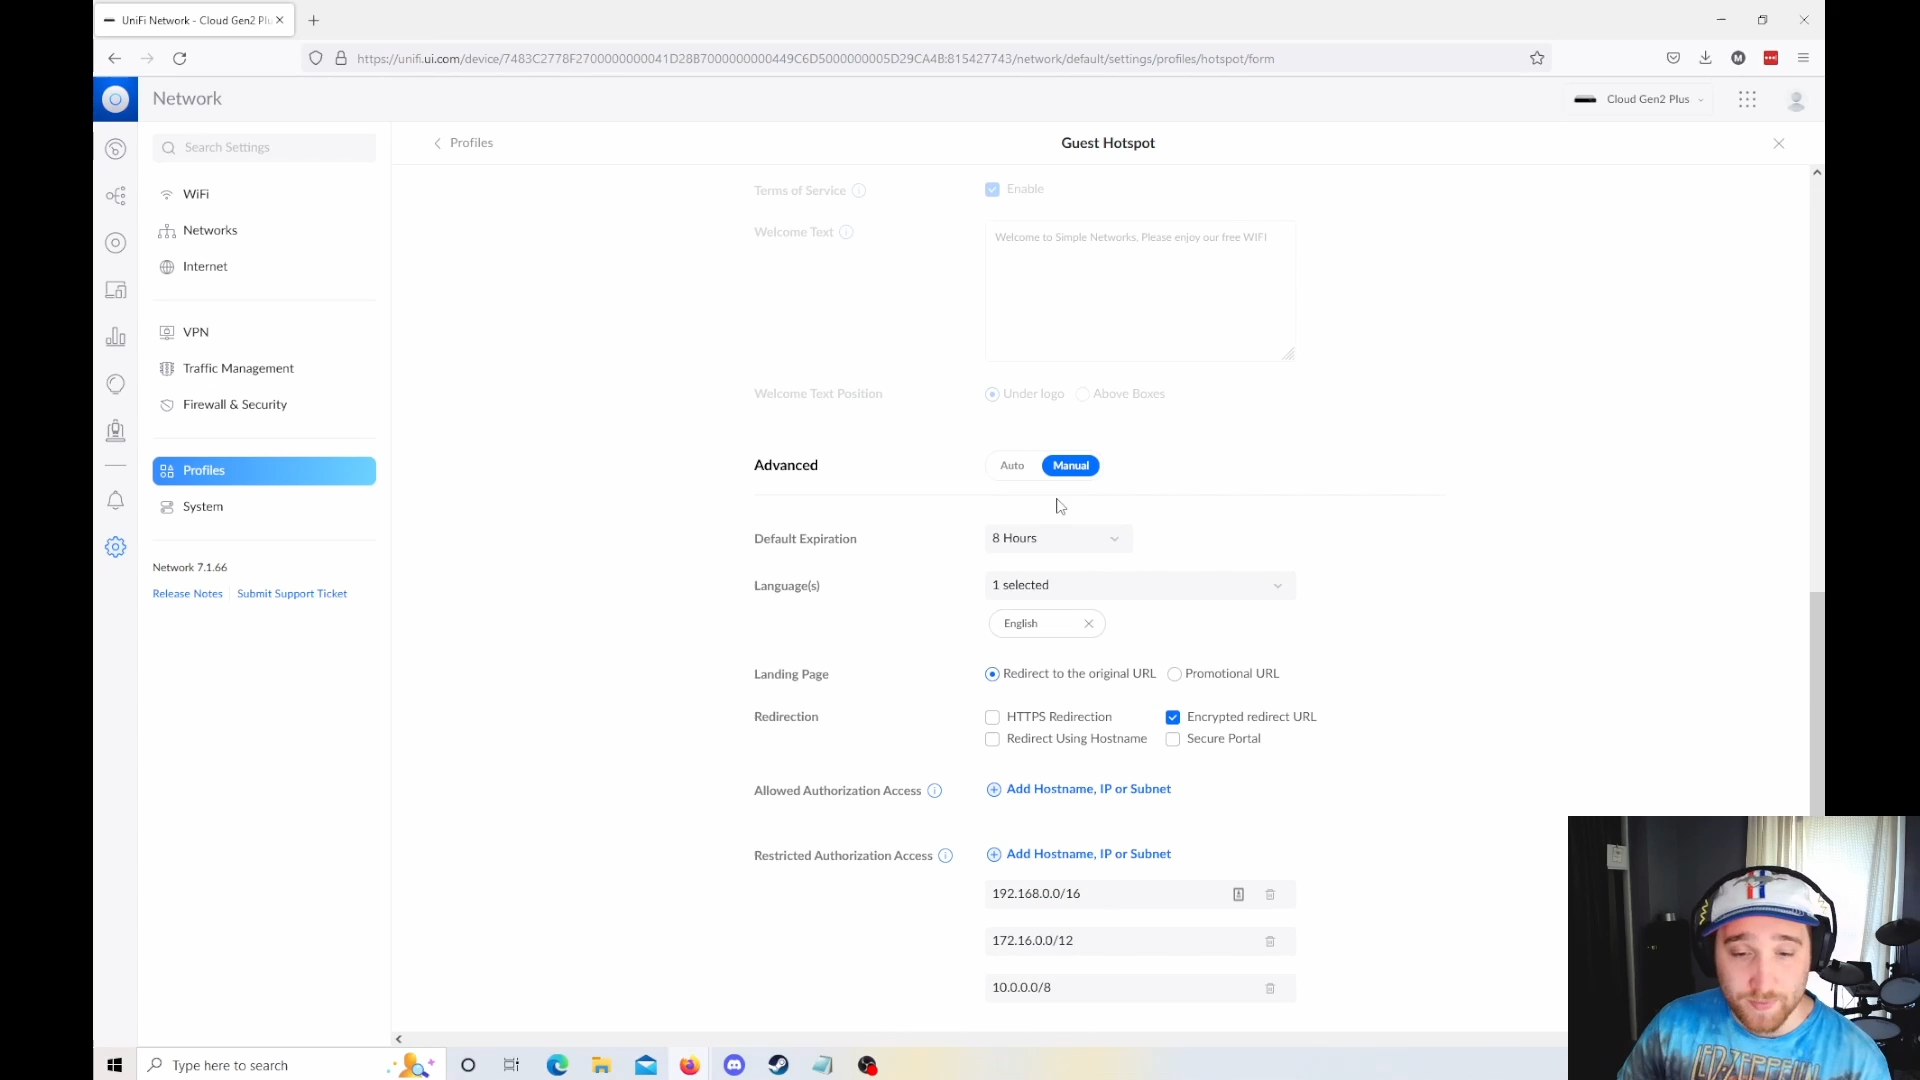 UniFi Network - Cloud Gen2 Plu
https://unifi.ui.com/device/7483C2778F2700000000041D28B7000000000449C6D5000000005D29CA4B:815427743/network/default/settings/profiles/hotspot/form
M
Network
Cloud Gen2 Plus
Search Settings
Profiles
Guest Hotspot
WiFi
Networks
Internet
VPN
Traffic Management
Firewall & Security
Profiles
System
Network 7.1.66
Release Notes
Submit Support Ticket
Terms of Service
Enable
Welcome Text
Welcome to Simple Networks, Please enjoy our free WIFI
Welcome Text Position
Under logo
Above Boxes
Advanced
Auto
Manual
Default Expiration
8 Hours
Language(s)
1 selected
English
Landing Page
Redirect to the original URL
Promotional URL
Redirection
HTTPS Redirection
Encrypted redirect URL
Redirect Using Hostname
Secure Portal
Allowed Authorization Access
Add Hostname, IP or Subnet
Restricted Authorization Access
Add Hostname, IP or Subnet
192.168.0.0/16
172.16.0.0/12
10.0.0.0/8
Type here to search
LED-ZEPPELIN